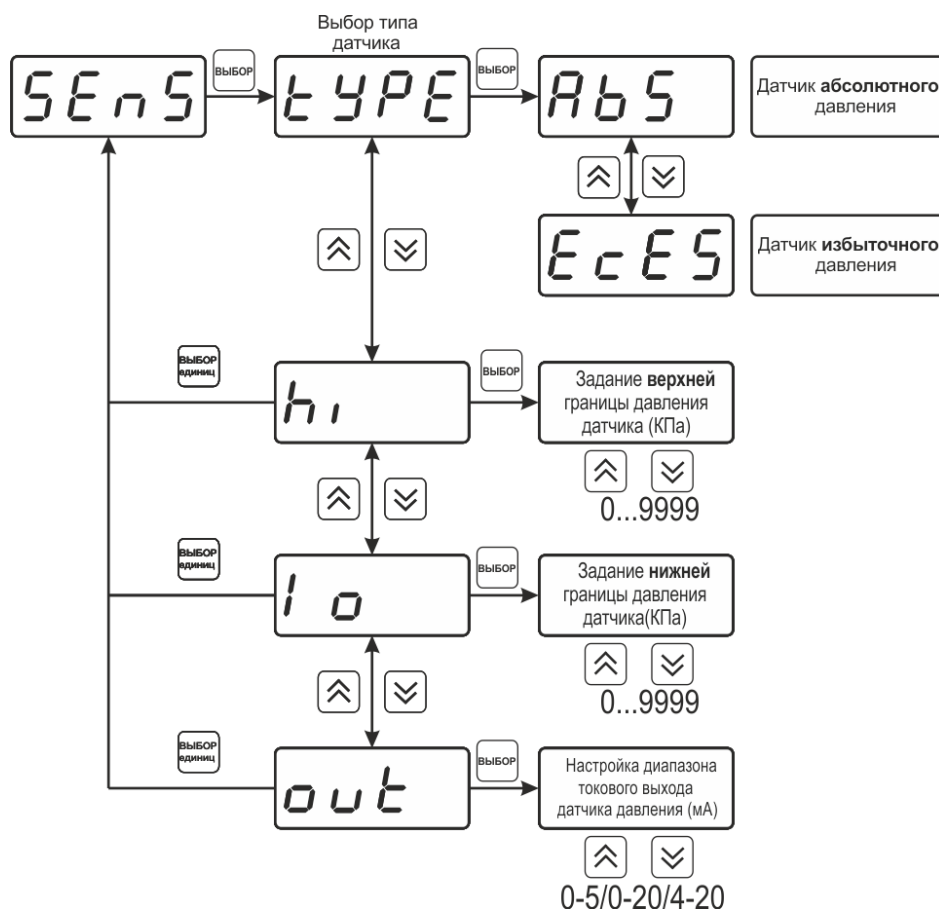 Выбор типа
датчика
SEnS
ВЫБОР
tYPE
ВЫБОР
AbS
Датчик абсолютного
давления
EcES
Датчик избыточного
давления
ВЫБОР
единиц
hi
ВЫБОР
Задание верхней
границы давления
датчика (КПа)
0...9999
ВЫБОР
единиц
lo
ВЫБОР
Задание нижней
границы давления
датчика(КПа)
0...9999
ВЫБОР
единиц
out
ВЫБОР
Настройка диапазона
токового выхода
датчика давления (мА)
0-5/0-20/4-20